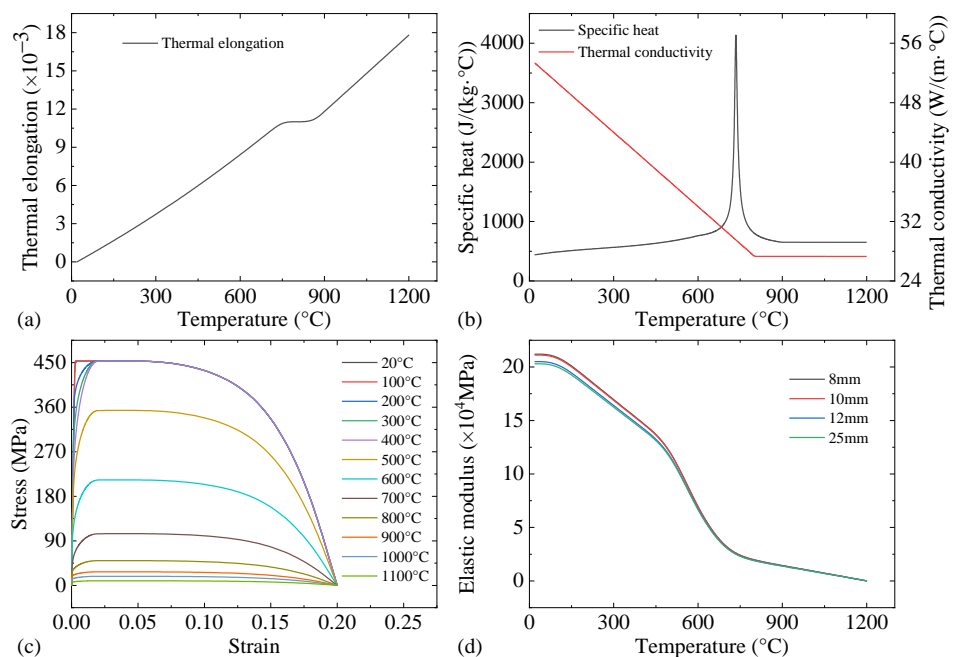 18
15
12
9
6
3
0
Thermal elongation (×10⁻³)
Thermal elongation
0
300
600
900
1200
Temperature (°C)
(a)
4000
3000
2000
1000
0
Specific heat (J/(kg·°C))
Specific heat
Thermal conductivity
56
48
40
32
24
Thermal conductivity (W/(m·°C))
0
300
600
900
1200
Temperature (°C)
(b)
450
360
270
180
90
0
Stress (MPa)
20°C
100°C
200°C
300°C
400°C
500°C
600°C
700°C
800°C
900°C
1000°C
1100°C
0.00
0.05
0.10
0.15
0.20
0.25
Strain
(c)
20
15
10
5
0
Elastic modulus (×10⁴MPa)
8mm
10mm
12mm
25mm
0
300
600
900
1200
Temperature (°C)
(d)